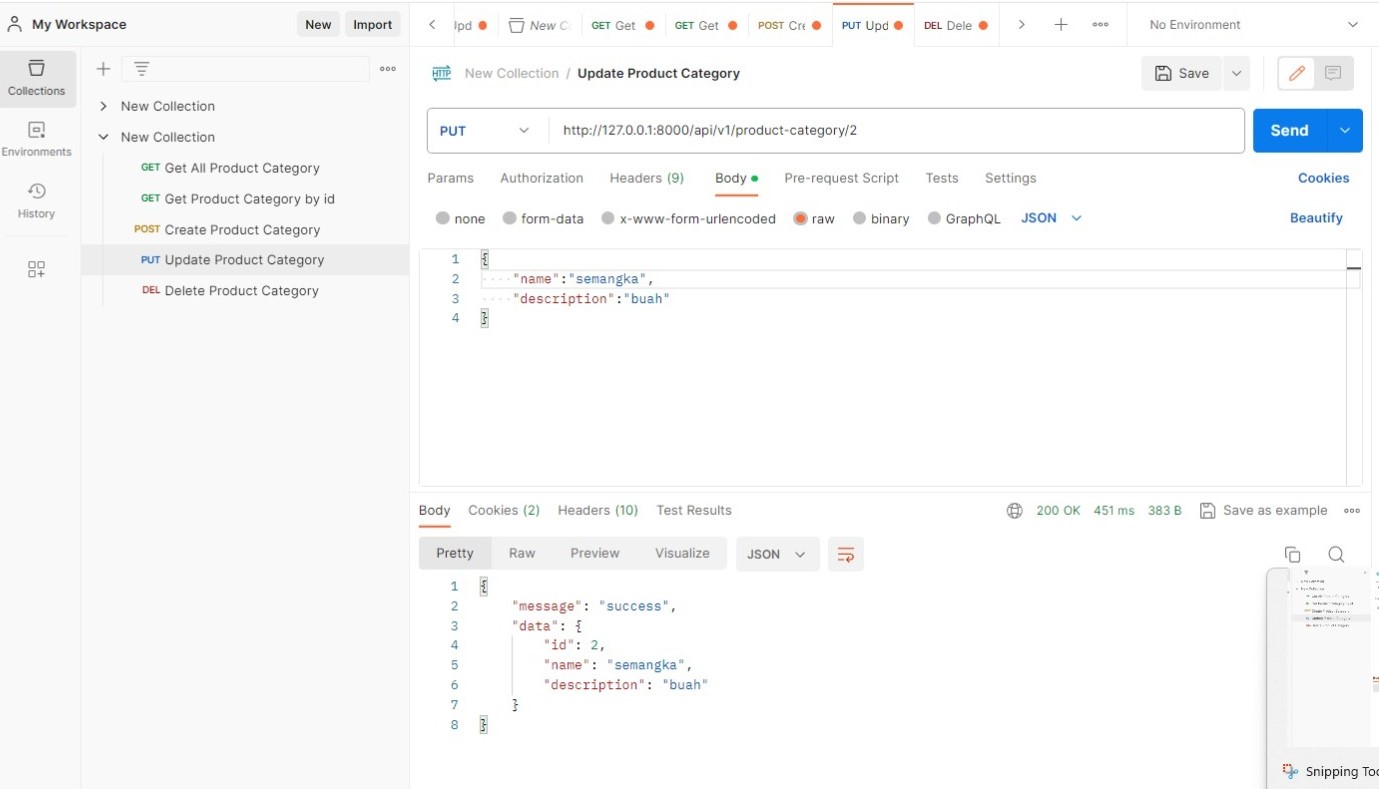 My Workspace New Import
Upd New C GET Get GET Get POST Cre PUT Upd DEL Dele No Environment
Collections
Environments
History
New Collection
New Collection
GET Get All Product Category
GET Get Product Category by id
POST Create Product Category
PUT Update Product Category
DEL Delete Product Category
HTTP New Collection / Update Product Category Save
PUT http://127.0.0.1:8000/api/v1/product-category/2 Send
Params Authorization Headers (9) Body Pre-request Script Tests Settings Cookies
none form-data x-www-form-urlencoded raw binary GraphQL JSON Beautify
1 {
2 "name":"semangka",
3 "description":"buah"
4 }
Body Cookies (2) Headers (10) Test Results 200 OK 451 ms 383 B Save as example
Pretty Raw Preview Visualize JSON
1 {
2 "message": "success",
3 "data": {
4 "id": 2,
5 "name": "semangka",
6 "description": "buah"
7 }
8 }
Snipping Too